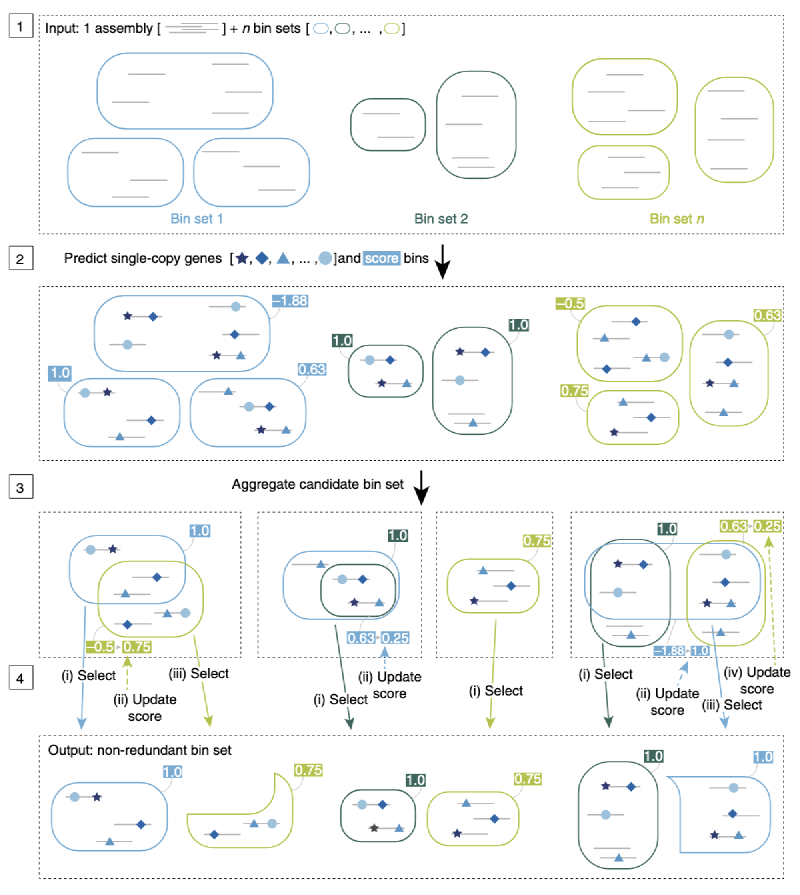 1
Input: 1 assembly [ ] + n bin sets [ , , ... , ]
Bin set 1
Bin set 2
Bin set n
2
Predict single-copy genes [ , , , ... , ]and score bins
–1.88
1.0
0.63
1.0
1.0
–0.5
0.75
0.63
3
Aggregate candidate bin set
1.0
–0.5 0.75
1.0
0.63 0.25
0.75
1.0
0.63 0.25
–1.88 1.0
4
(i) Select
(ii) Update
score
(iii) Select
(i) Select
(ii) Update
score
(i) Select
(i) Select
(ii) Update
score
(iii) Select
(iv) Update
score
Output: non-redundant bin set
1.0
0.75
1.0
0.75
1.0
1.0